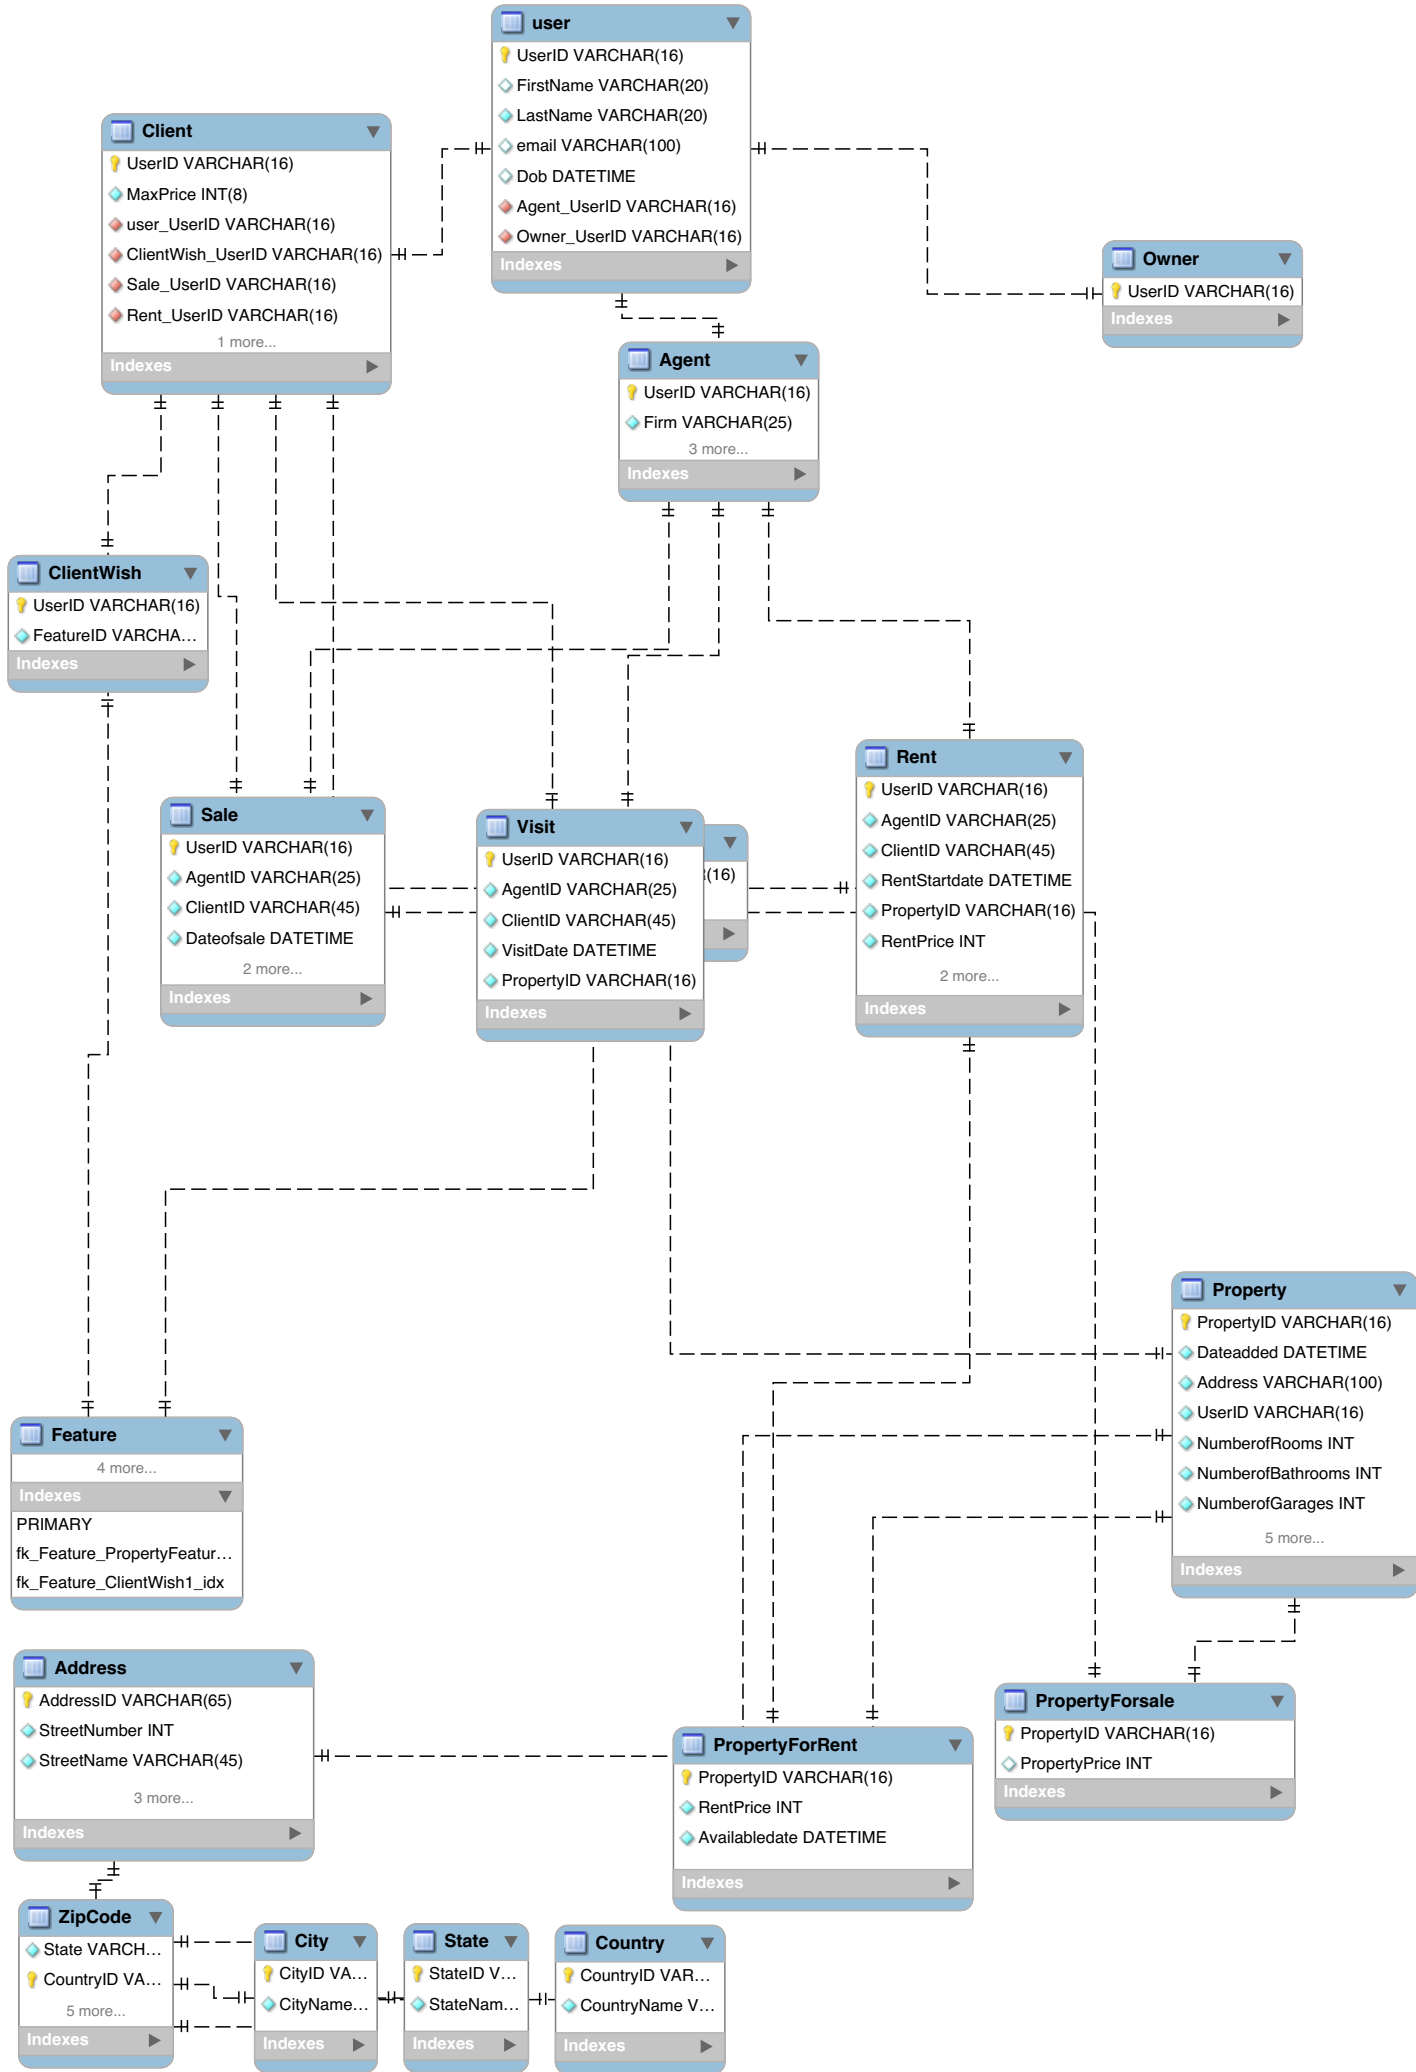 user
UserID VARCHAR(16)
FirstName VARCHAR(20)
LastName VARCHAR(20)
email VARCHAR(100)
Dob DATETIME
Agent_UserID VARCHAR(16)
Owner_UserID VARCHAR(16)
Indexes
Client
UserID VARCHAR(16)
MaxPrice INT(8)
user_UserID VARCHAR(16)
ClientWish_UserID VARCHAR(16)
Sale_UserID VARCHAR(16)
Rent_UserID VARCHAR(16)
1 more...
Indexes
Owner
UserID VARCHAR(16)
Indexes
Agent
UserID VARCHAR(16)
Firm VARCHAR(25)
3 more...
Indexes
ClientWish
UserID VARCHAR(16)
FeatureID VARCHA...
Indexes
Sale
UserID VARCHAR(16)
AgentID VARCHAR(25)
ClientID VARCHAR(45)
Dateofsale DATETIME
2 more...
Indexes
Visit
UserID VARCHAR(16)
AgentID VARCHAR(25)
ClientID VARCHAR(45)
VisitDate DATETIME
PropertyID VARCHAR(16)
Indexes
(16)
Rent
UserID VARCHAR(16)
AgentID VARCHAR(25)
ClientID VARCHAR(45)
RentStartdate DATETIME
PropertyID VARCHAR(16)
RentPrice INT
2 more...
Indexes
Property
PropertyID VARCHAR(16)
Dateadded DATETIME
Address VARCHAR(100)
UserID VARCHAR(16)
NumberofRooms INT
NumberofBathrooms INT
NumberofGarages INT
5 more...
Indexes
Feature
4 more...
Indexes
PRIMARY
fk_Feature_PropertyFeatur...
fk_Feature_ClientWish1_idx
Address
AddressID VARCHAR(65)
StreetNumber INT
StreetName VARCHAR(45)
3 more...
Indexes
PropertyForRent
PropertyID VARCHAR(16)
RentPrice INT
Availabledate DATETIME
Indexes
PropertyForsale
PropertyID VARCHAR(16)
PropertyPrice INT
Indexes
ZipCode
State VARCH...
CountryID VA...
5 more...
Indexes
City
CityID VA...
CityName...
Indexes
State
StateID V...
StateNam...
Indexes
Country
CountryID VAR...
CountryName V...
Indexes